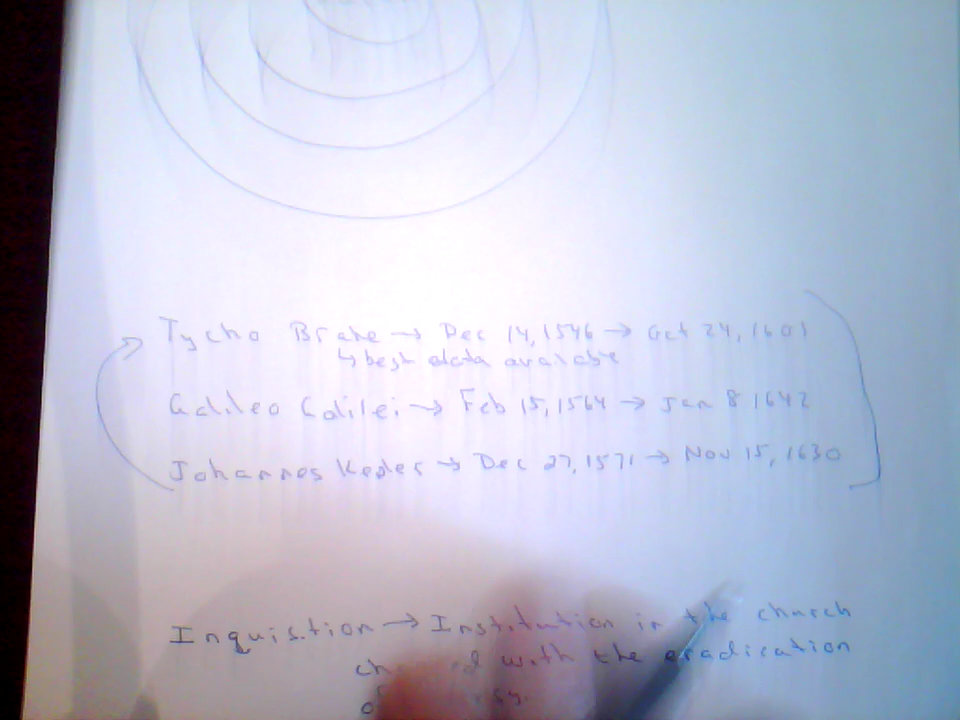 Tycho Brahe → Dec 14, 1546 → Oct 24, 1601
↳ best data available
Galileo Galilei → Feb 15, 1564 → Jan 8 1642
Johannes Kepler → Dec 27, 1571 → Nov 15, 1630
Inquisition → Institution in the church
with the eradication